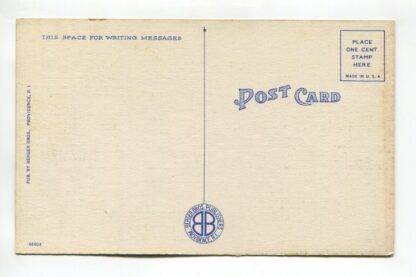 THIS SPACE FOR WRITING MESSAGES
PLACE
ONE CENT
STAMP
HERE
MADE IN U.S.A
POST CARD
PUB. BY BERGER BROS., PROVIDENCE, R. I.
BERGER BROS. PUBLISHERS
PROVIDENCE, R.I.
BB